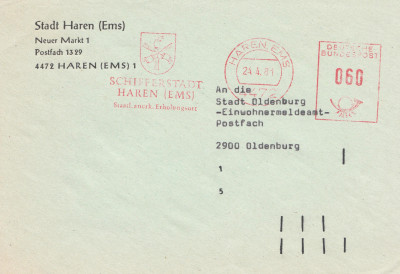 Stadt Haren (Ems)
Neuer Markt 1
Postfach 1329
4472 HAREN (EMS) 1
SCHIFFERSTADT
HAREN (EMS)
Staatl. anerk. Erholungsort
HAREN, EMS
24.4.81
4472
DEUTSCHE
BUNDESPOST
060
An die
Stadt Oldenburg
-Einwohnermeldeamt-
Postfach
2900 Oldenburg
1
5